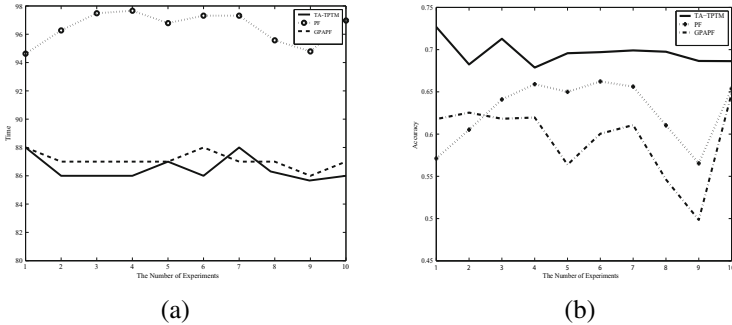 98
96
94
92
90
88
86
84
82
80
Time
1 2 3 4 5 6 7 8 9 10
The Number of Experiments
TA-TPTM
PF
GPAPF
(a)
0.75
0.7
0.65
0.6
0.55
0.5
0.45
Accuracy
1 2 3 4 5 6 7 8 9 10
The Number of Experiments
TA-TPTM
PF
GPAPF
(b)